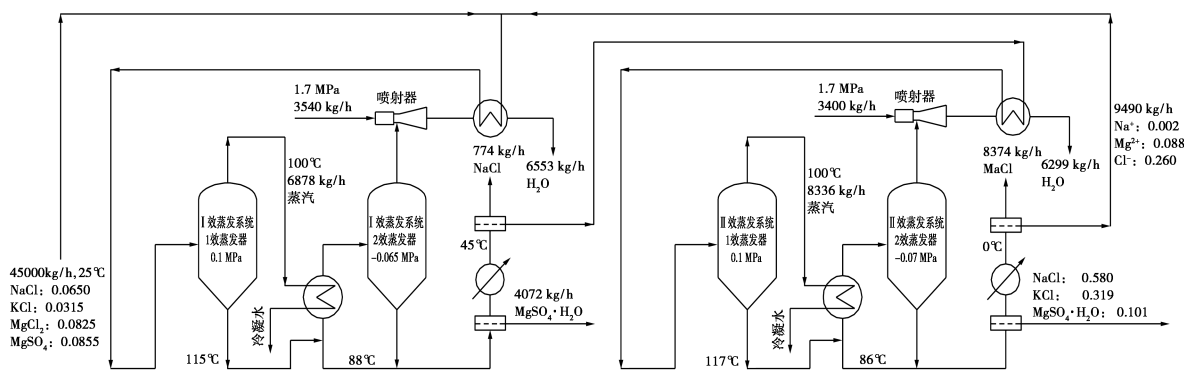 1.7 MPa
3540 kg/h
喷射器
774 kg/h
NaCl
6553 kg/h
H₂O
100℃
6878 kg/h
蒸汽
Ⅰ效蒸发系统
1效蒸发器
0.1 MPa
Ⅰ效蒸发系统
2效蒸发器
-0.065 MPa
45℃
45000kg/h, 25℃
NaCl: 0.0650
KCl: 0.0315
MgCl₂: 0.0825
MgSO₄: 0.0855
冷凝水
4072 kg/h
MgSO₄·H₂O
115℃
88℃
1.7 MPa
3400 kg/h
喷射器
8374 kg/h
MaCl
6299 kg/h
H₂O
9490 kg/h
Na⁺: 0.002
Mg²⁺: 0.088
Cl⁻: 0.260
100℃
8336 kg/h
蒸汽
Ⅱ效蒸发系统
1效蒸发器
0.1 MPa
Ⅱ效蒸发系统
2效蒸发器
-0.07 MPa
0℃
冷凝水
NaCl: 0.580
KCl: 0.319
MgSO₄·H₂O: 0.101
117℃
86℃